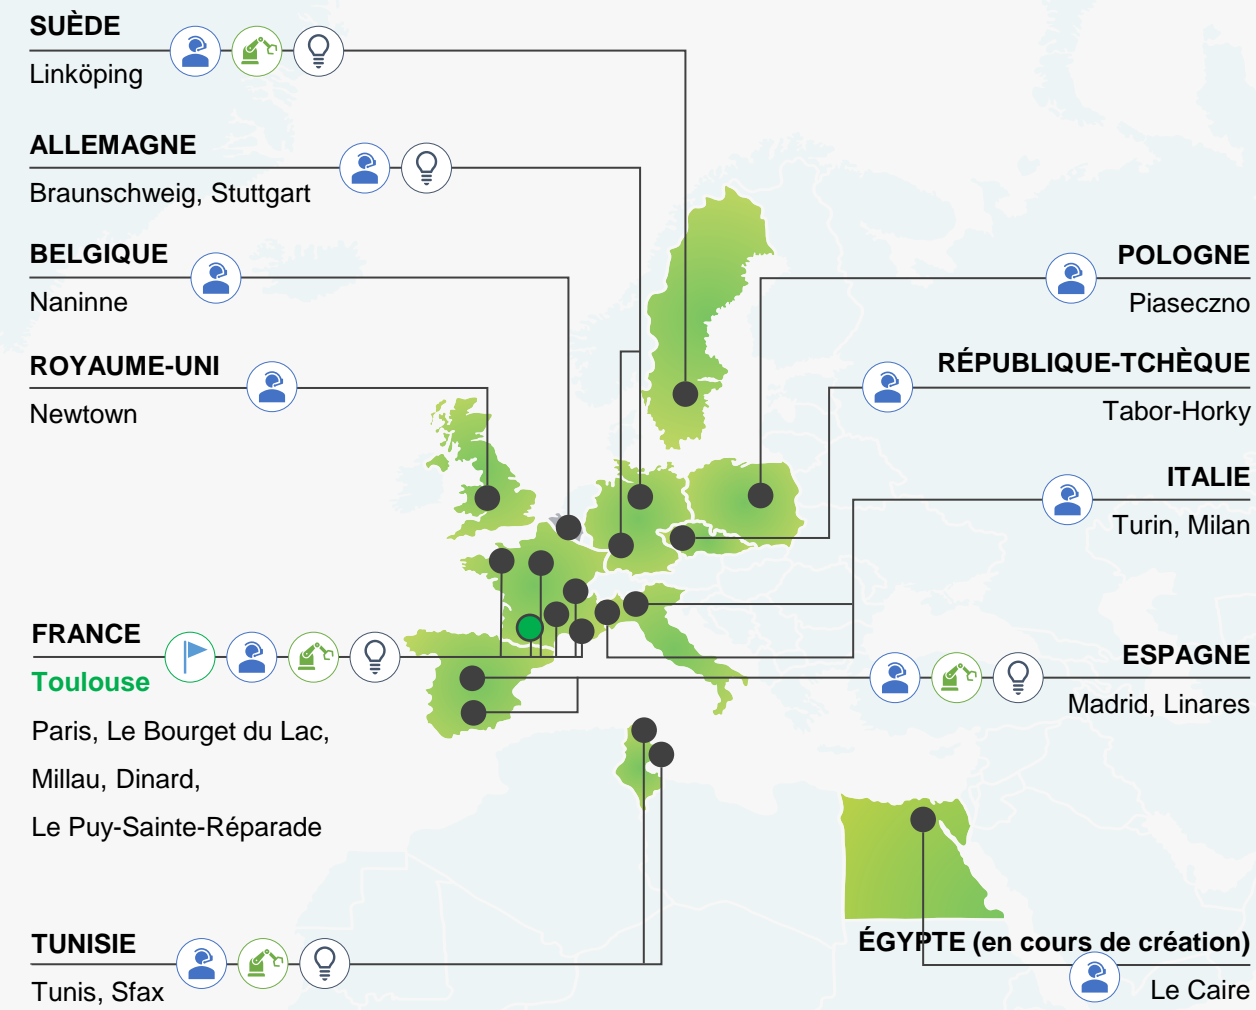 SUÈDE
Linköping
ALLEMAGNE
Braunschweig, Stuttgart
BELGIQUE
Naninne
ROYAUME-UNI
Newtown
FRANCE
Toulouse
Paris, Le Bourget du Lac,
Millau, Dinard,
Le Puy-Sainte-Réparade
TUNISIE
Tunis, Sfax
POLOGNE
Piaseczno
RÉPUBLIQUE-TCHÈQUE
Tabor-Horky
ITALIE
Turin, Milan
ESPAGNE
Madrid, Linares
ÉGYPTE (en cours de création)
Le Caire